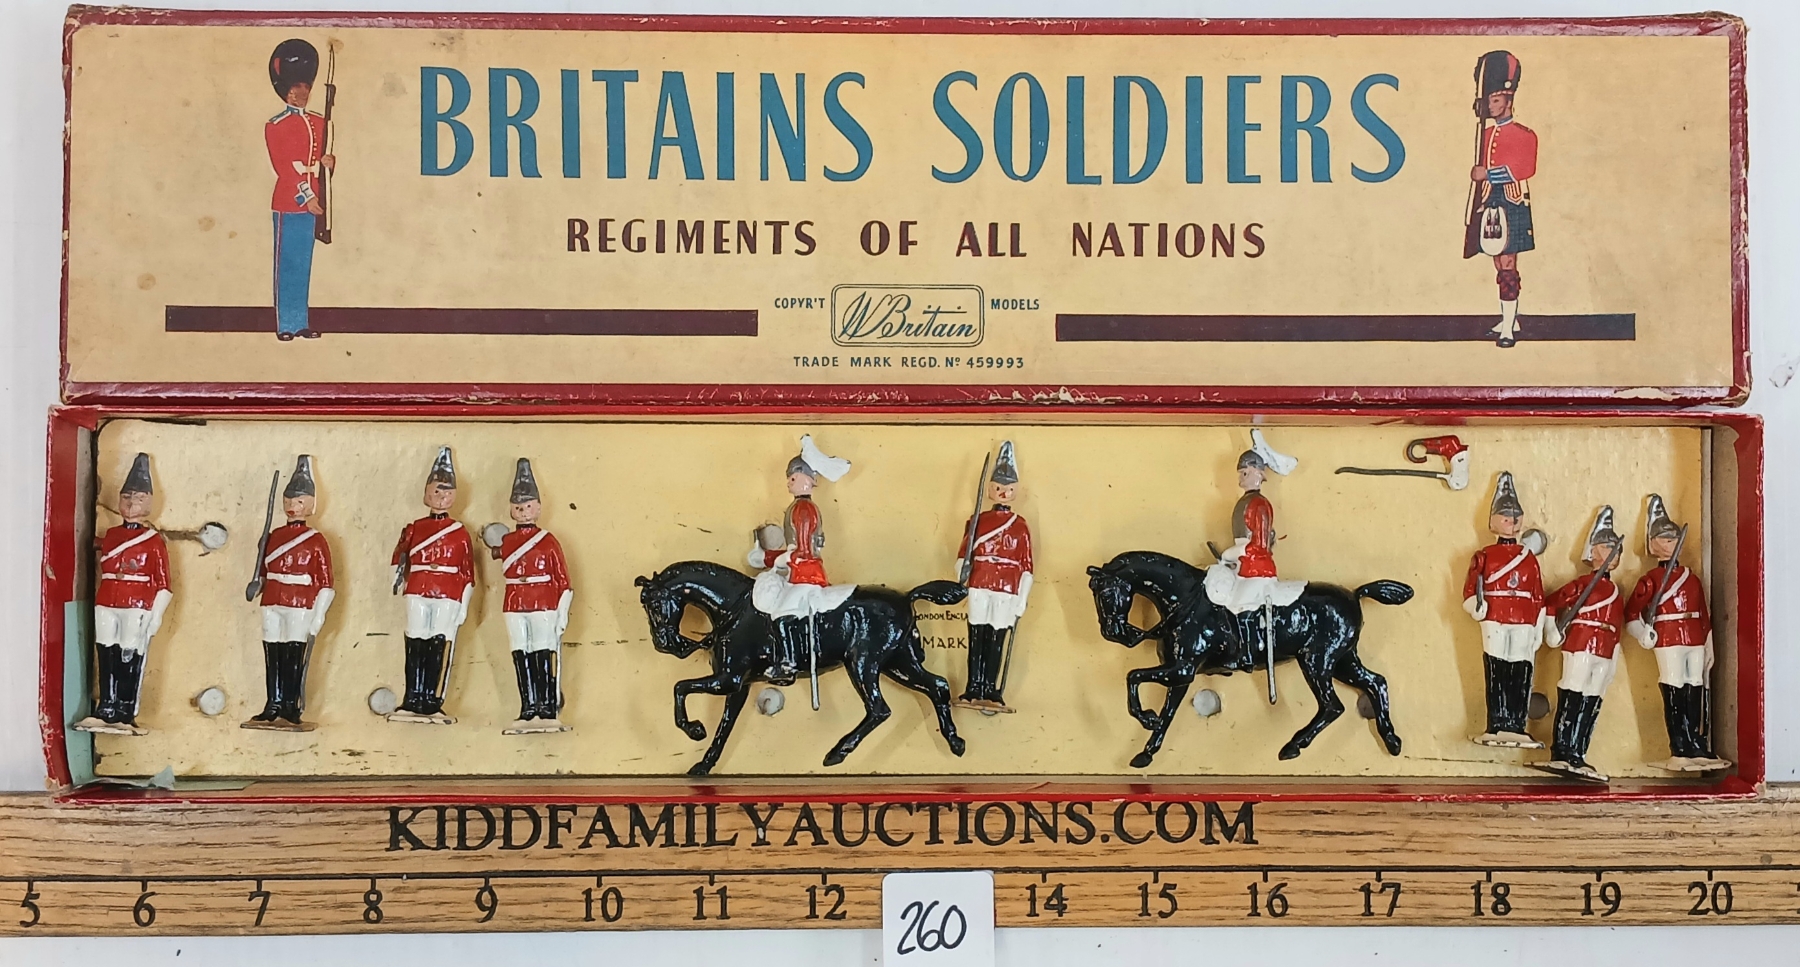 BRITAINS SOLDIERS
REGIMENTS OF ALL NATIONS
COPYR'T W Britain MODELS
TRADE MARK REGD. Nº 459993
MARK
KIDDFAMILYAUCTIONS.COM
5 6 7 8 9 10 11 12 14 15 16 17 18 19 20
260